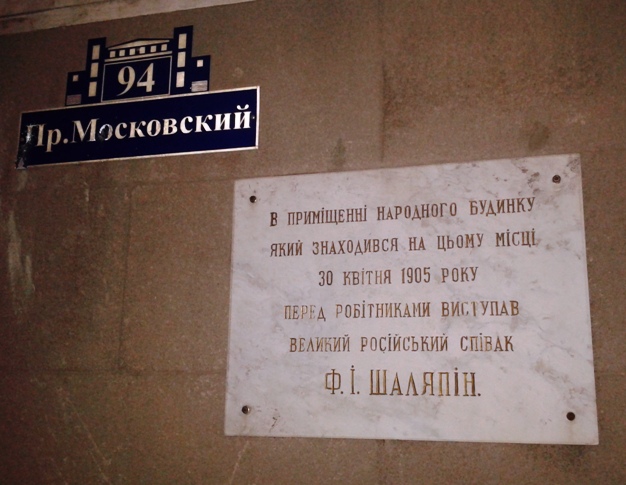 94
Пр.Московский
В ПРИМІЩЕННІ НАРОДНОГО БУДИНКУ
ЯКИЙ ЗНАХОДИВСЯ НА ЦЬОМУ МІСЦІ
30 КВІТНЯ 1905 РОКУ
ПЕРЕД РОБІТНИКАМИ ВИСТУПАВ
ВЕЛИКИЙ РОСІЙСЬКИЙ СПІВАК
Ф.І. ШАЛЯПІН.